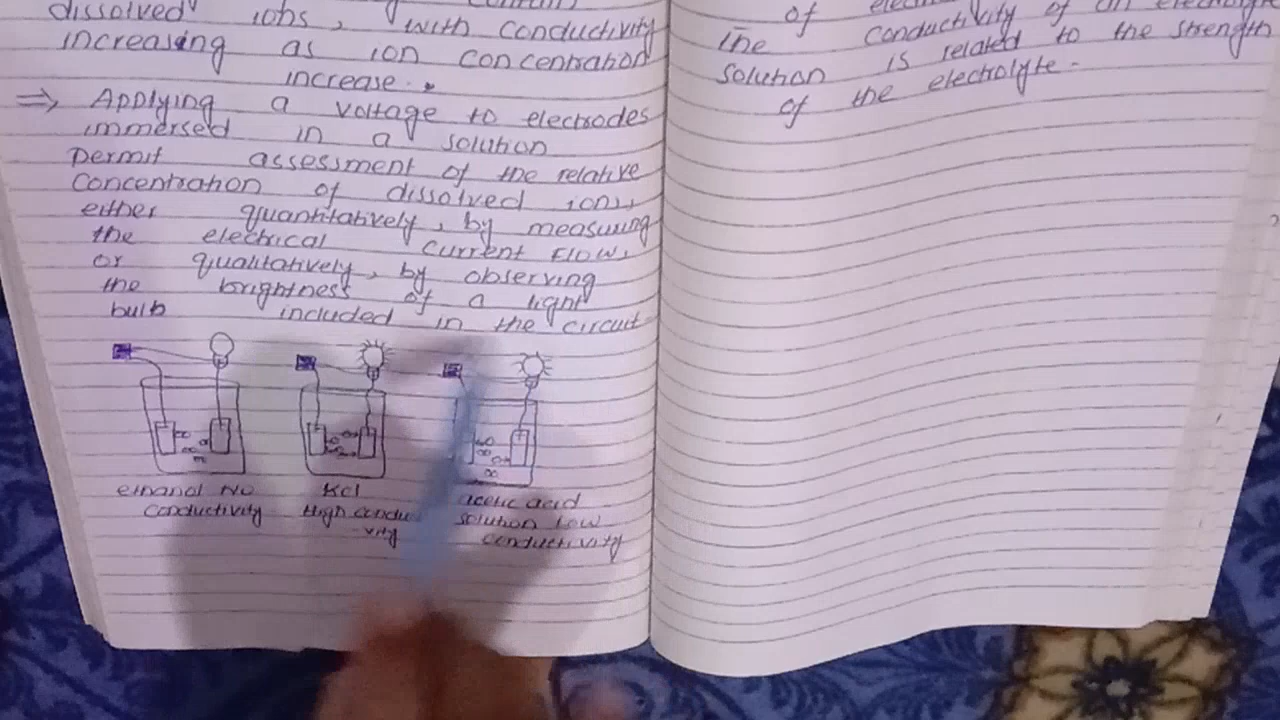 dissolved ions, with conductivity
increasing as ion concentration
increase.
⇒ Applying a voltage to electrodes
immersed in a solution
permit assessment of the relative
concentration of dissolved ions,
either quantitatively, by measuring
the electrical current flow,
or qualitatively, by observing
the brightness of a light
bulb included in the circuit
ethanol No
conductivity
KCl
High condu
-vity
acetic acid
solution low
conductivity
of
the conductivity of an
solution is related to the strength
of the electrolyte.